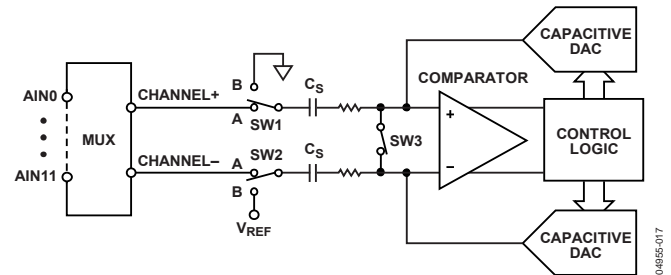 CAPACITIVE
DAC
B
CS
COMPARATOR
AIN0
CHANNEL+
A
SW1
+
MUX
SW3
CONTROL
LOGIC
CHANNEL–
A
SW2
–
AIN11
B
CS
VREF
CAPACITIVE
DAC
04955-017